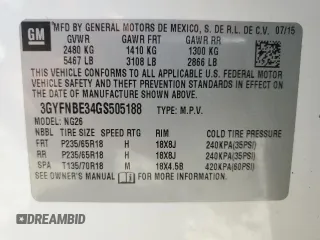 GM
MFD BY GENERAL MOTORS DE MEXICO, S. DE R.L. DE C.V. 07/15
GVWR GAWR FRT GAWR RR
2480 KG 1410 KG 1300 KG
5467 LB 3108 LB 2866 LB
THIS VEHICLE CONFORMS TO ALL APPLICABLE U.S. FEDERAL MOTOR
VEHICLE SAFETY AND THEFT PREVENTION STANDARDS IN EFFECT
ON THE DATE OF MANUFACTURE SHOWN ABOVE.
3GYFNBE34GS505188 TYPE: M.P.V.
MODEL: NG26
NBBL TIRE SIZE SPEED RTG RIM COLD TIRE PRESSURE
FRT P235/65R18 H 18X8J 240KPA(35PSI)
RR P235/65R18 H 18X8J 240KPA(35PSI)
SPA T135/70R18 M 18X4.5B 420KPA(60PSI)
SEE OWNER'S MANUAL FOR ADDITIONAL INFORMATION.